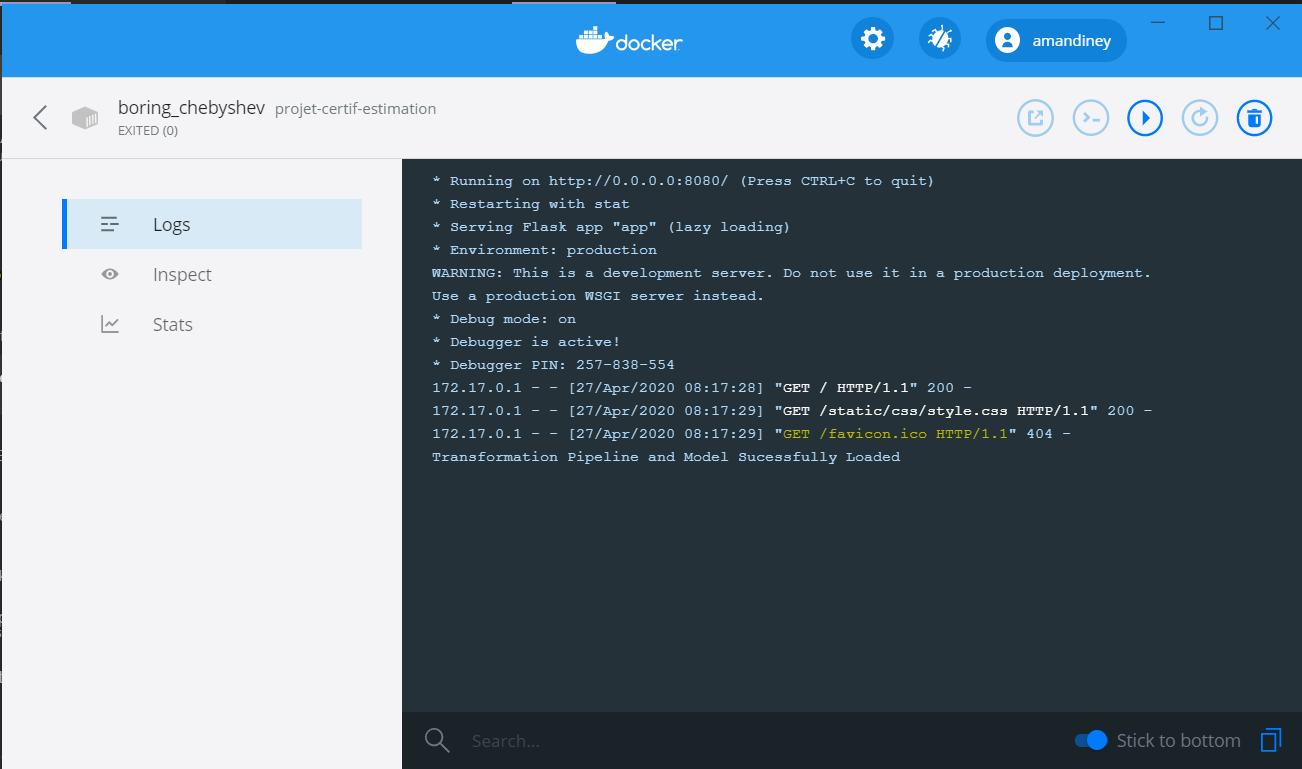 docker
amandiney
boring_chebyshev projet-certif-estimation
EXITED (0)
Logs
Inspect
Stats
* Running on http://0.0.0.0:8080/ (Press CTRL+C to quit)
* Restarting with stat
* Serving Flask app "app" (lazy loading)
* Environment: production
WARNING: This is a development server. Do not use it in a production deployment.
Use a production WSGI server instead.
* Debug mode: on
* Debugger is active!
* Debugger PIN: 257-838-554
172.17.0.1 - - [27/Apr/2020 08:17:28] "GET / HTTP/1.1" 200 -
172.17.0.1 - - [27/Apr/2020 08:17:29] "GET /static/css/style.css HTTP/1.1" 200 -
172.17.0.1 - - [27/Apr/2020 08:17:29] "GET /favicon.ico HTTP/1.1" 404 -
Transformation Pipeline and Model Sucessfully Loaded
Search...
Stick to bottom